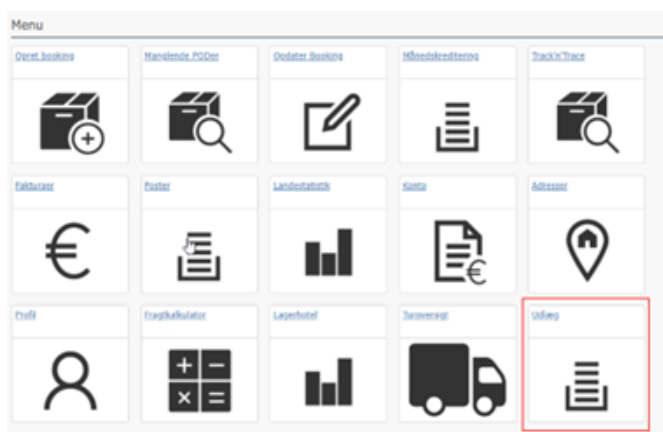 Menu
Opret booking
Manglende PODer
Opdater Booking
Månedskreditering
Track'n'Trace
Fakturaer
Poster
Landestatistik
Konto
Adresser
Profil
Fragtkalkulator
Lagerhotel
Turoversigt
Udlæg